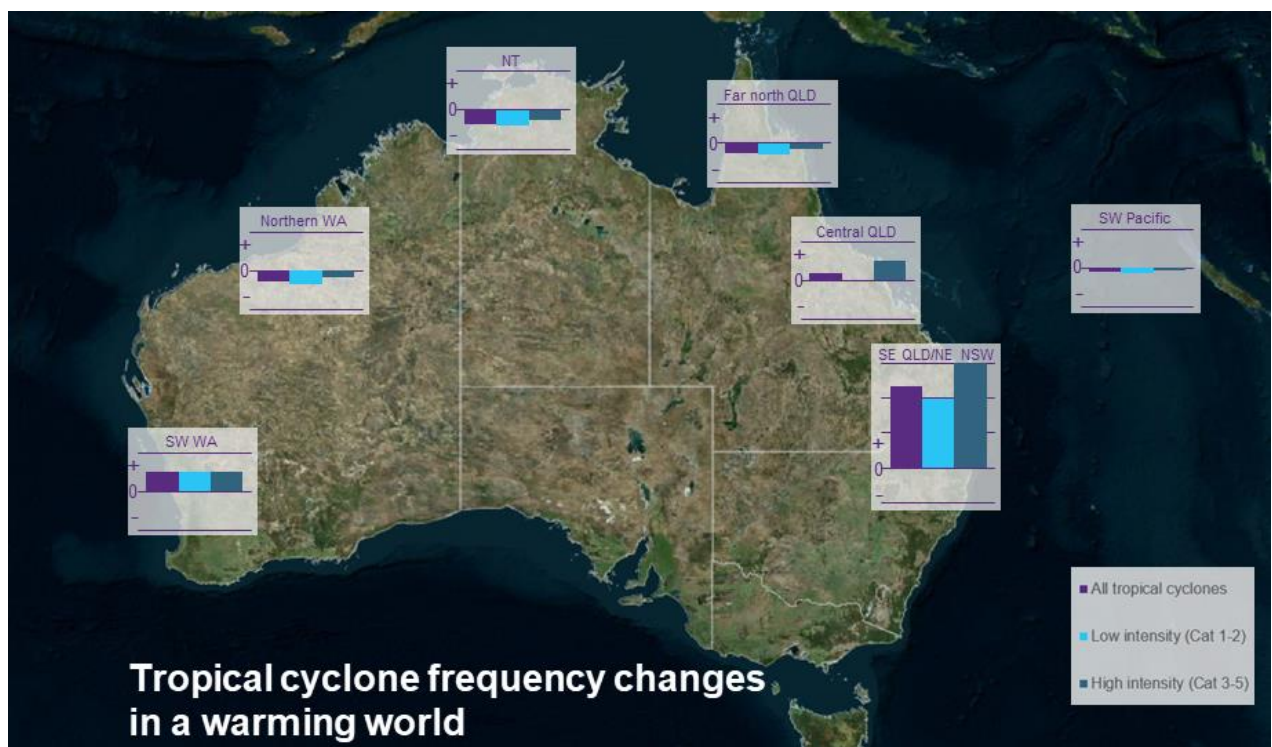 NT
+
0
-
Far north QLD
+
0
-
Northern WA
+
0
-
Central QLD
+
0
-
SW Pacific
+
0
-
SE QLD/NE NSW
+
0
-
SW WA
+
0
-
All tropical cyclones
Low intensity (Cat 1-2)
High intensity (Cat 3-5)
Tropical cyclone frequency changes
in a warming world